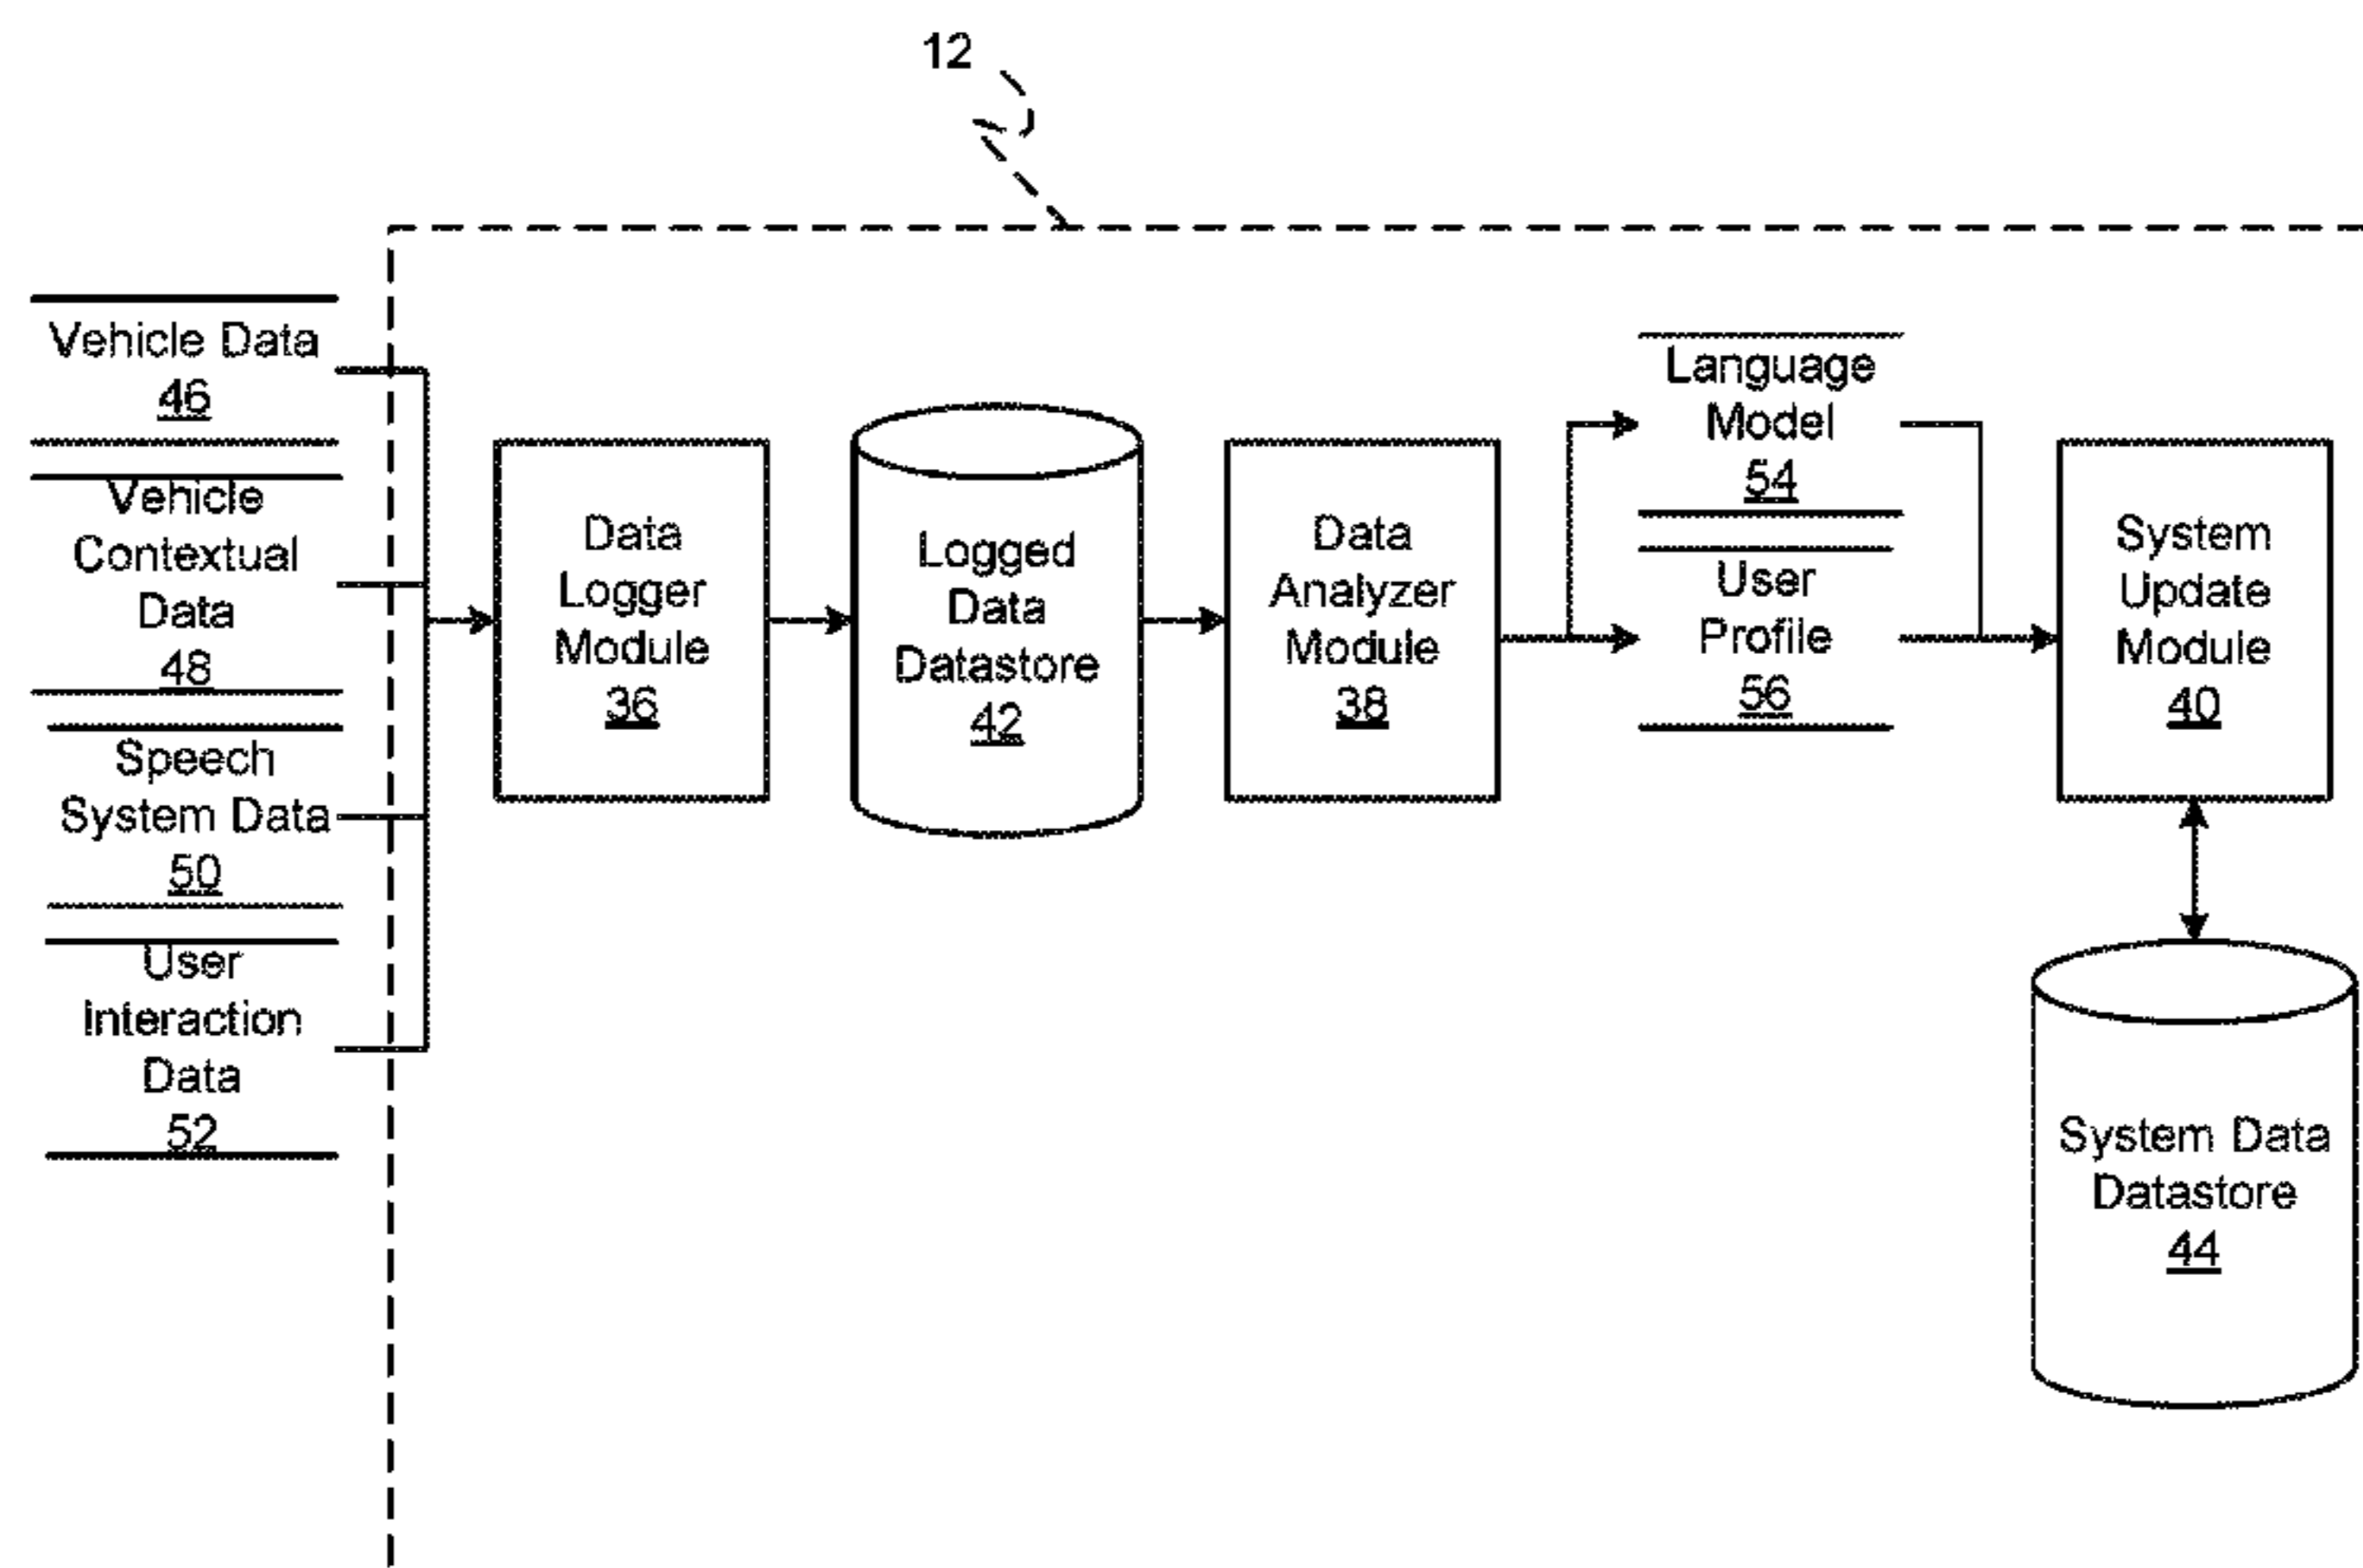 12
Vehicle Data
46
Vehicle
Contextual
Data
48
Speech
System Data
50
User
Interaction
Data
52
Data
Logger
Module
36
Logged
Data
Datastore
42
Data
Analyzer
Module
38
Language
Model
54
User
Profile
56
System
Update
Module
40
System Data
Datastore
44